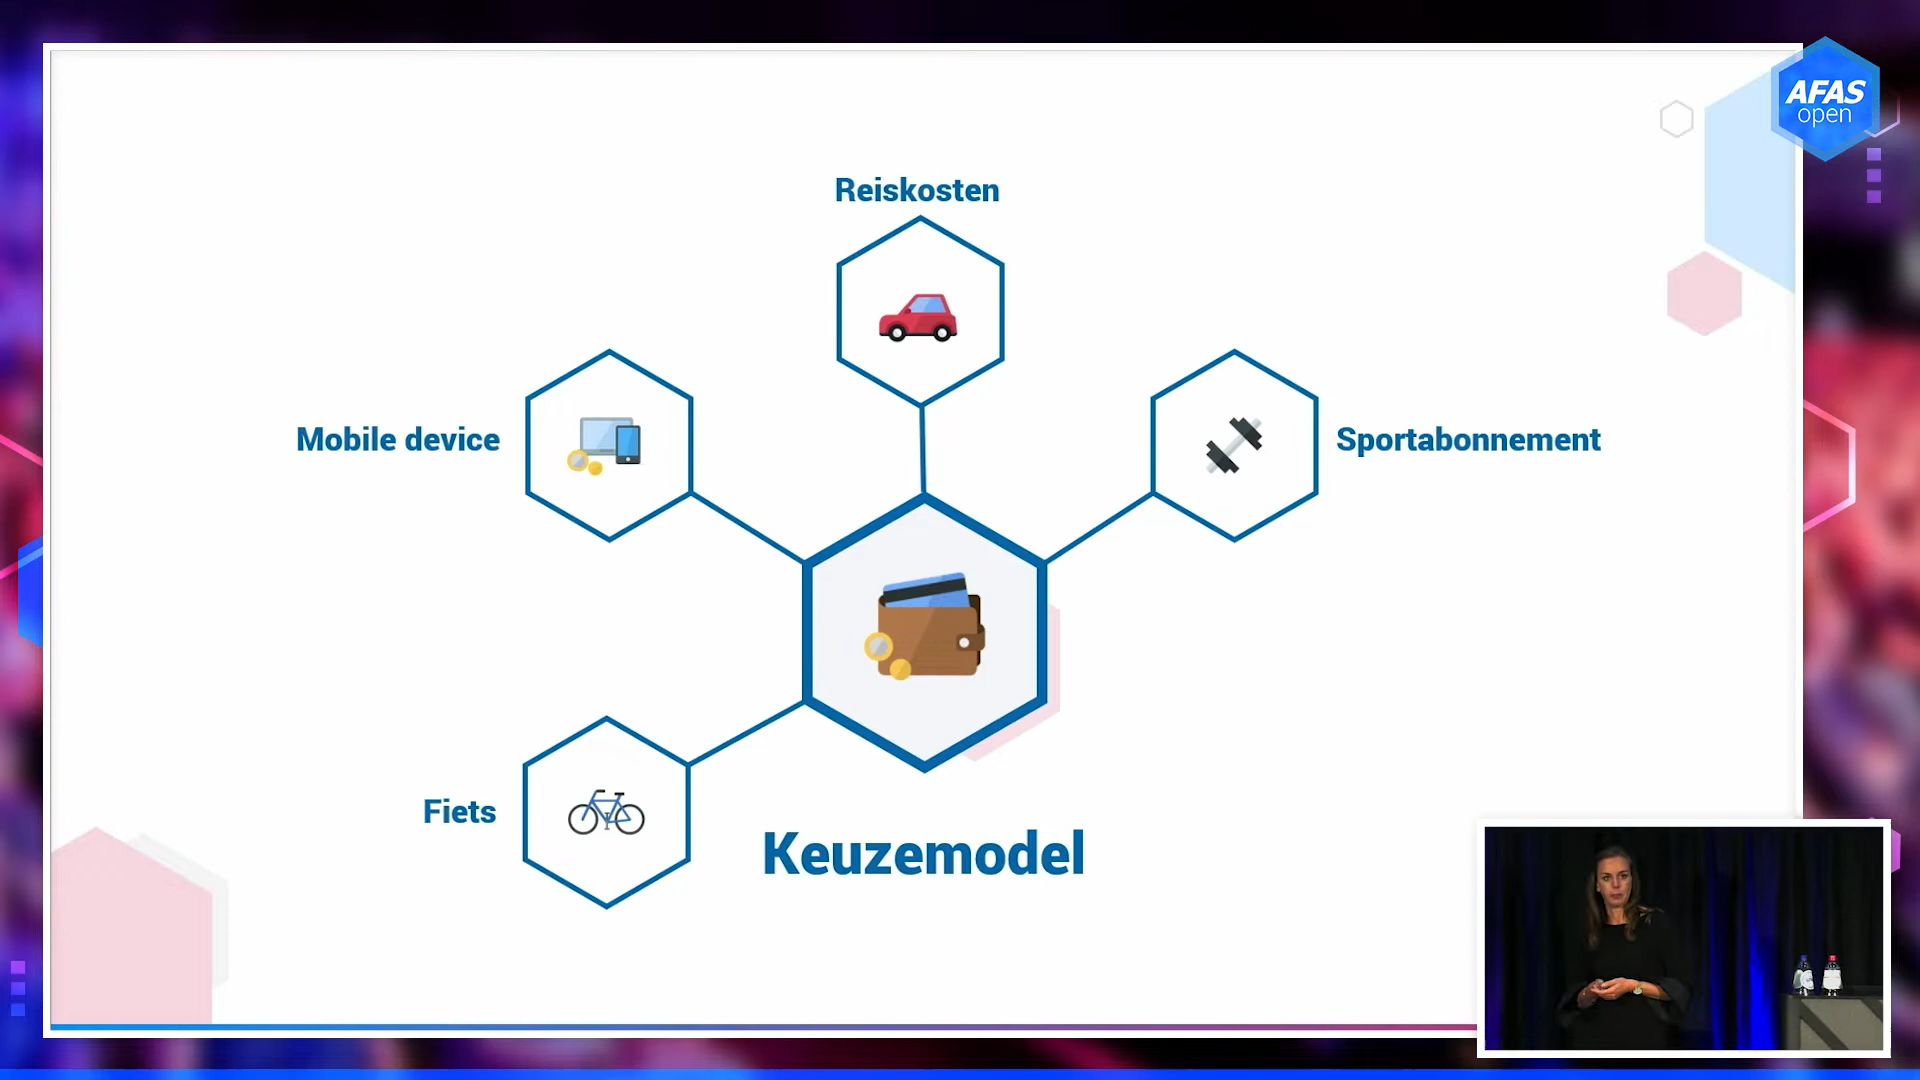 AFAS
open
Reiskosten
Mobile device
Sportabonnement
Fiets
Keuzemodel